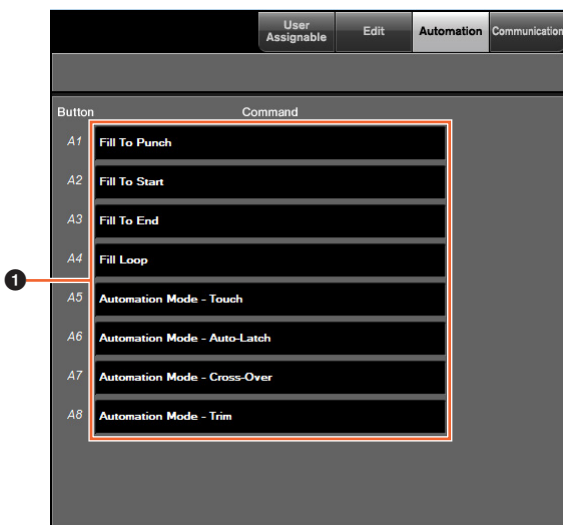 User Assignable
Edit
Automation
Communication
Button
Command
A1 Fill To Punch
A2 Fill To Start
A3 Fill To End
A4 Fill Loop
1
A5 Automation Mode - Touch
A6 Automation Mode - Auto-Latch
A7 Automation Mode - Cross-Over
A8 Automation Mode - Trim